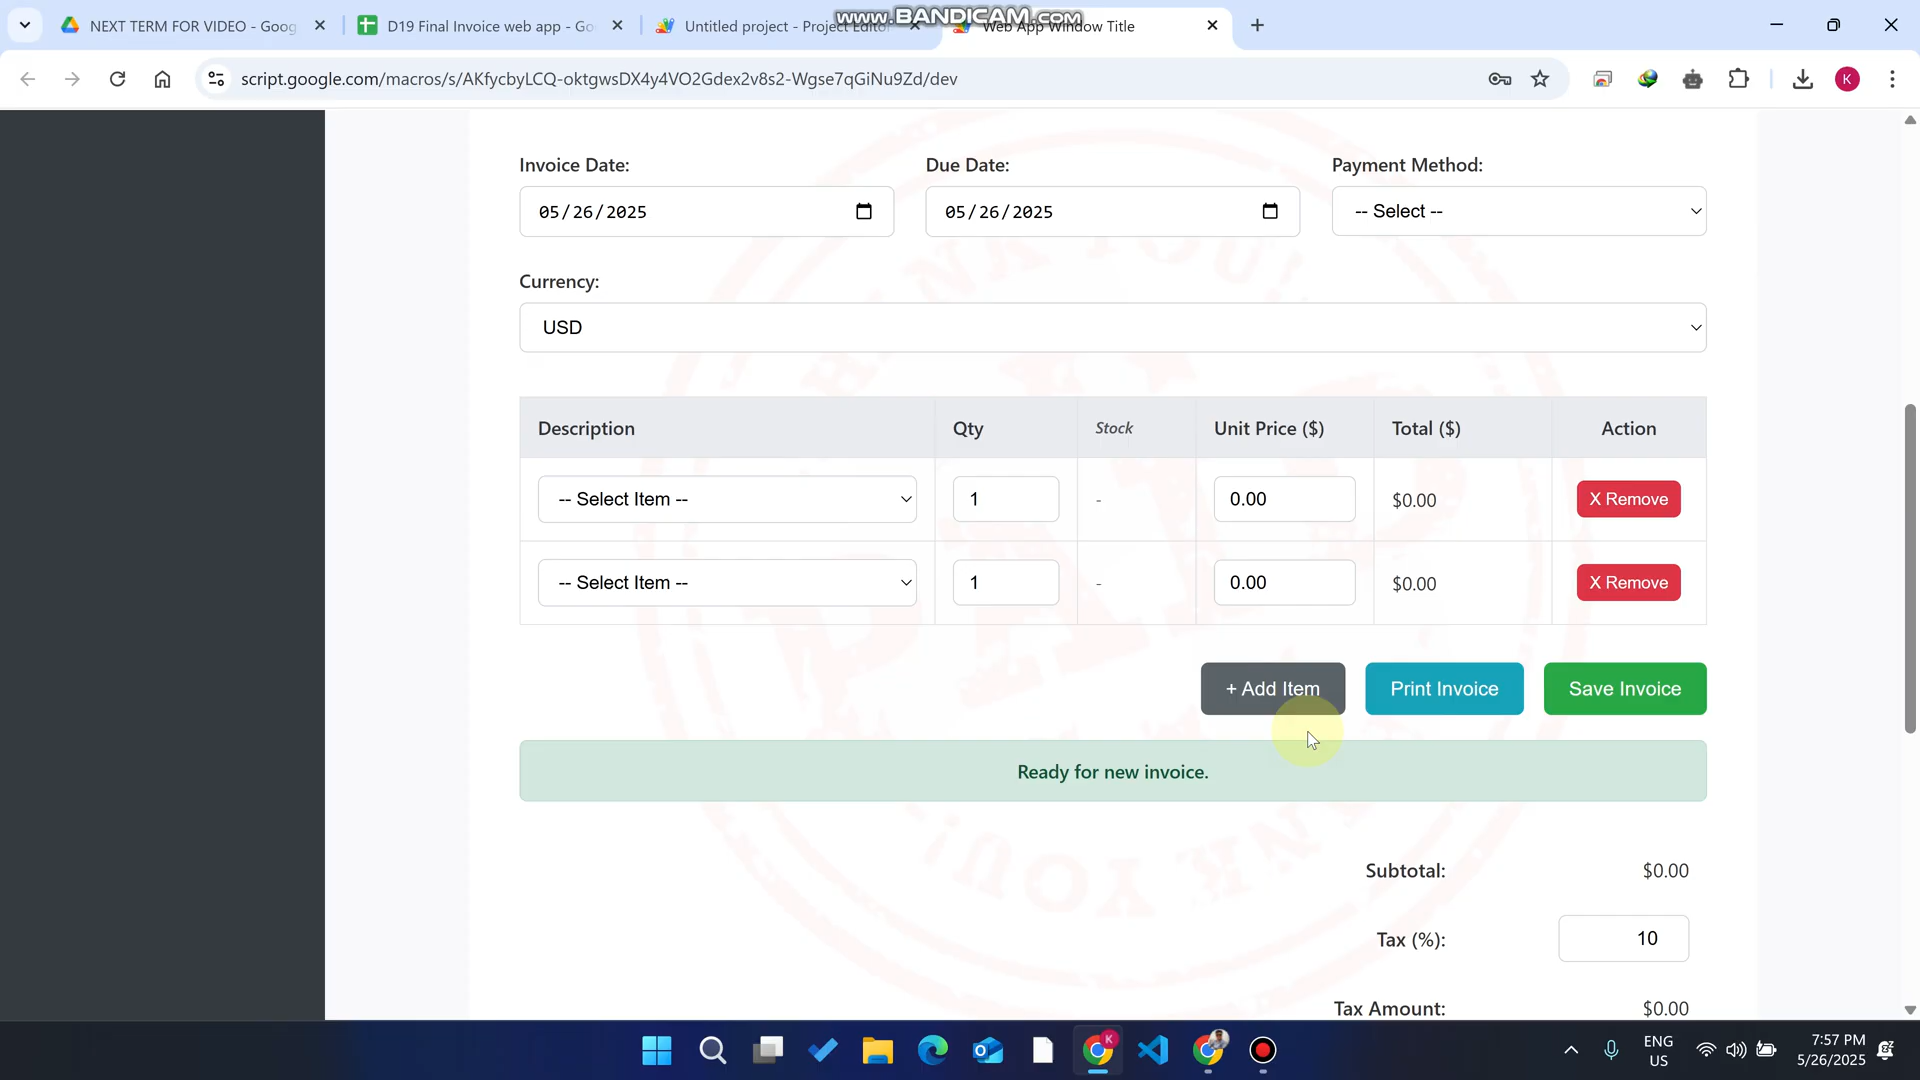 www.BANDICAM.com
NEXT TERM FOR VIDEO - Goog
D19 Final Invoice web app - Go
Untitled project - Project Editor
Web App Window Title
script.google.com/macros/s/AKfycbyLCQ-oktgwsDX4y4VO2Gdex2v8s2-Wgse7qGiNu9Zd/dev
K
THANK YOU!
Invoice Date:
Due Date:
Payment Method:
05/26/2025
05/26/2025
-- Select --
Currency:
USD
Description
Qty
Stock
Unit Price ($)
Total ($)
Action
-- Select Item --
1
-
0.00
$0.00
X Remove
-- Select Item --
1
-
0.00
$0.00
X Remove
PAID
+ Add Item
Print Invoice
Save Invoice
Ready for new invoice.
THANK YOU!
Subtotal:
$0.00
Tax (%):
10
Tax Amount:
$0.00
K
ENG
US
7:57 PM
5/26/2025